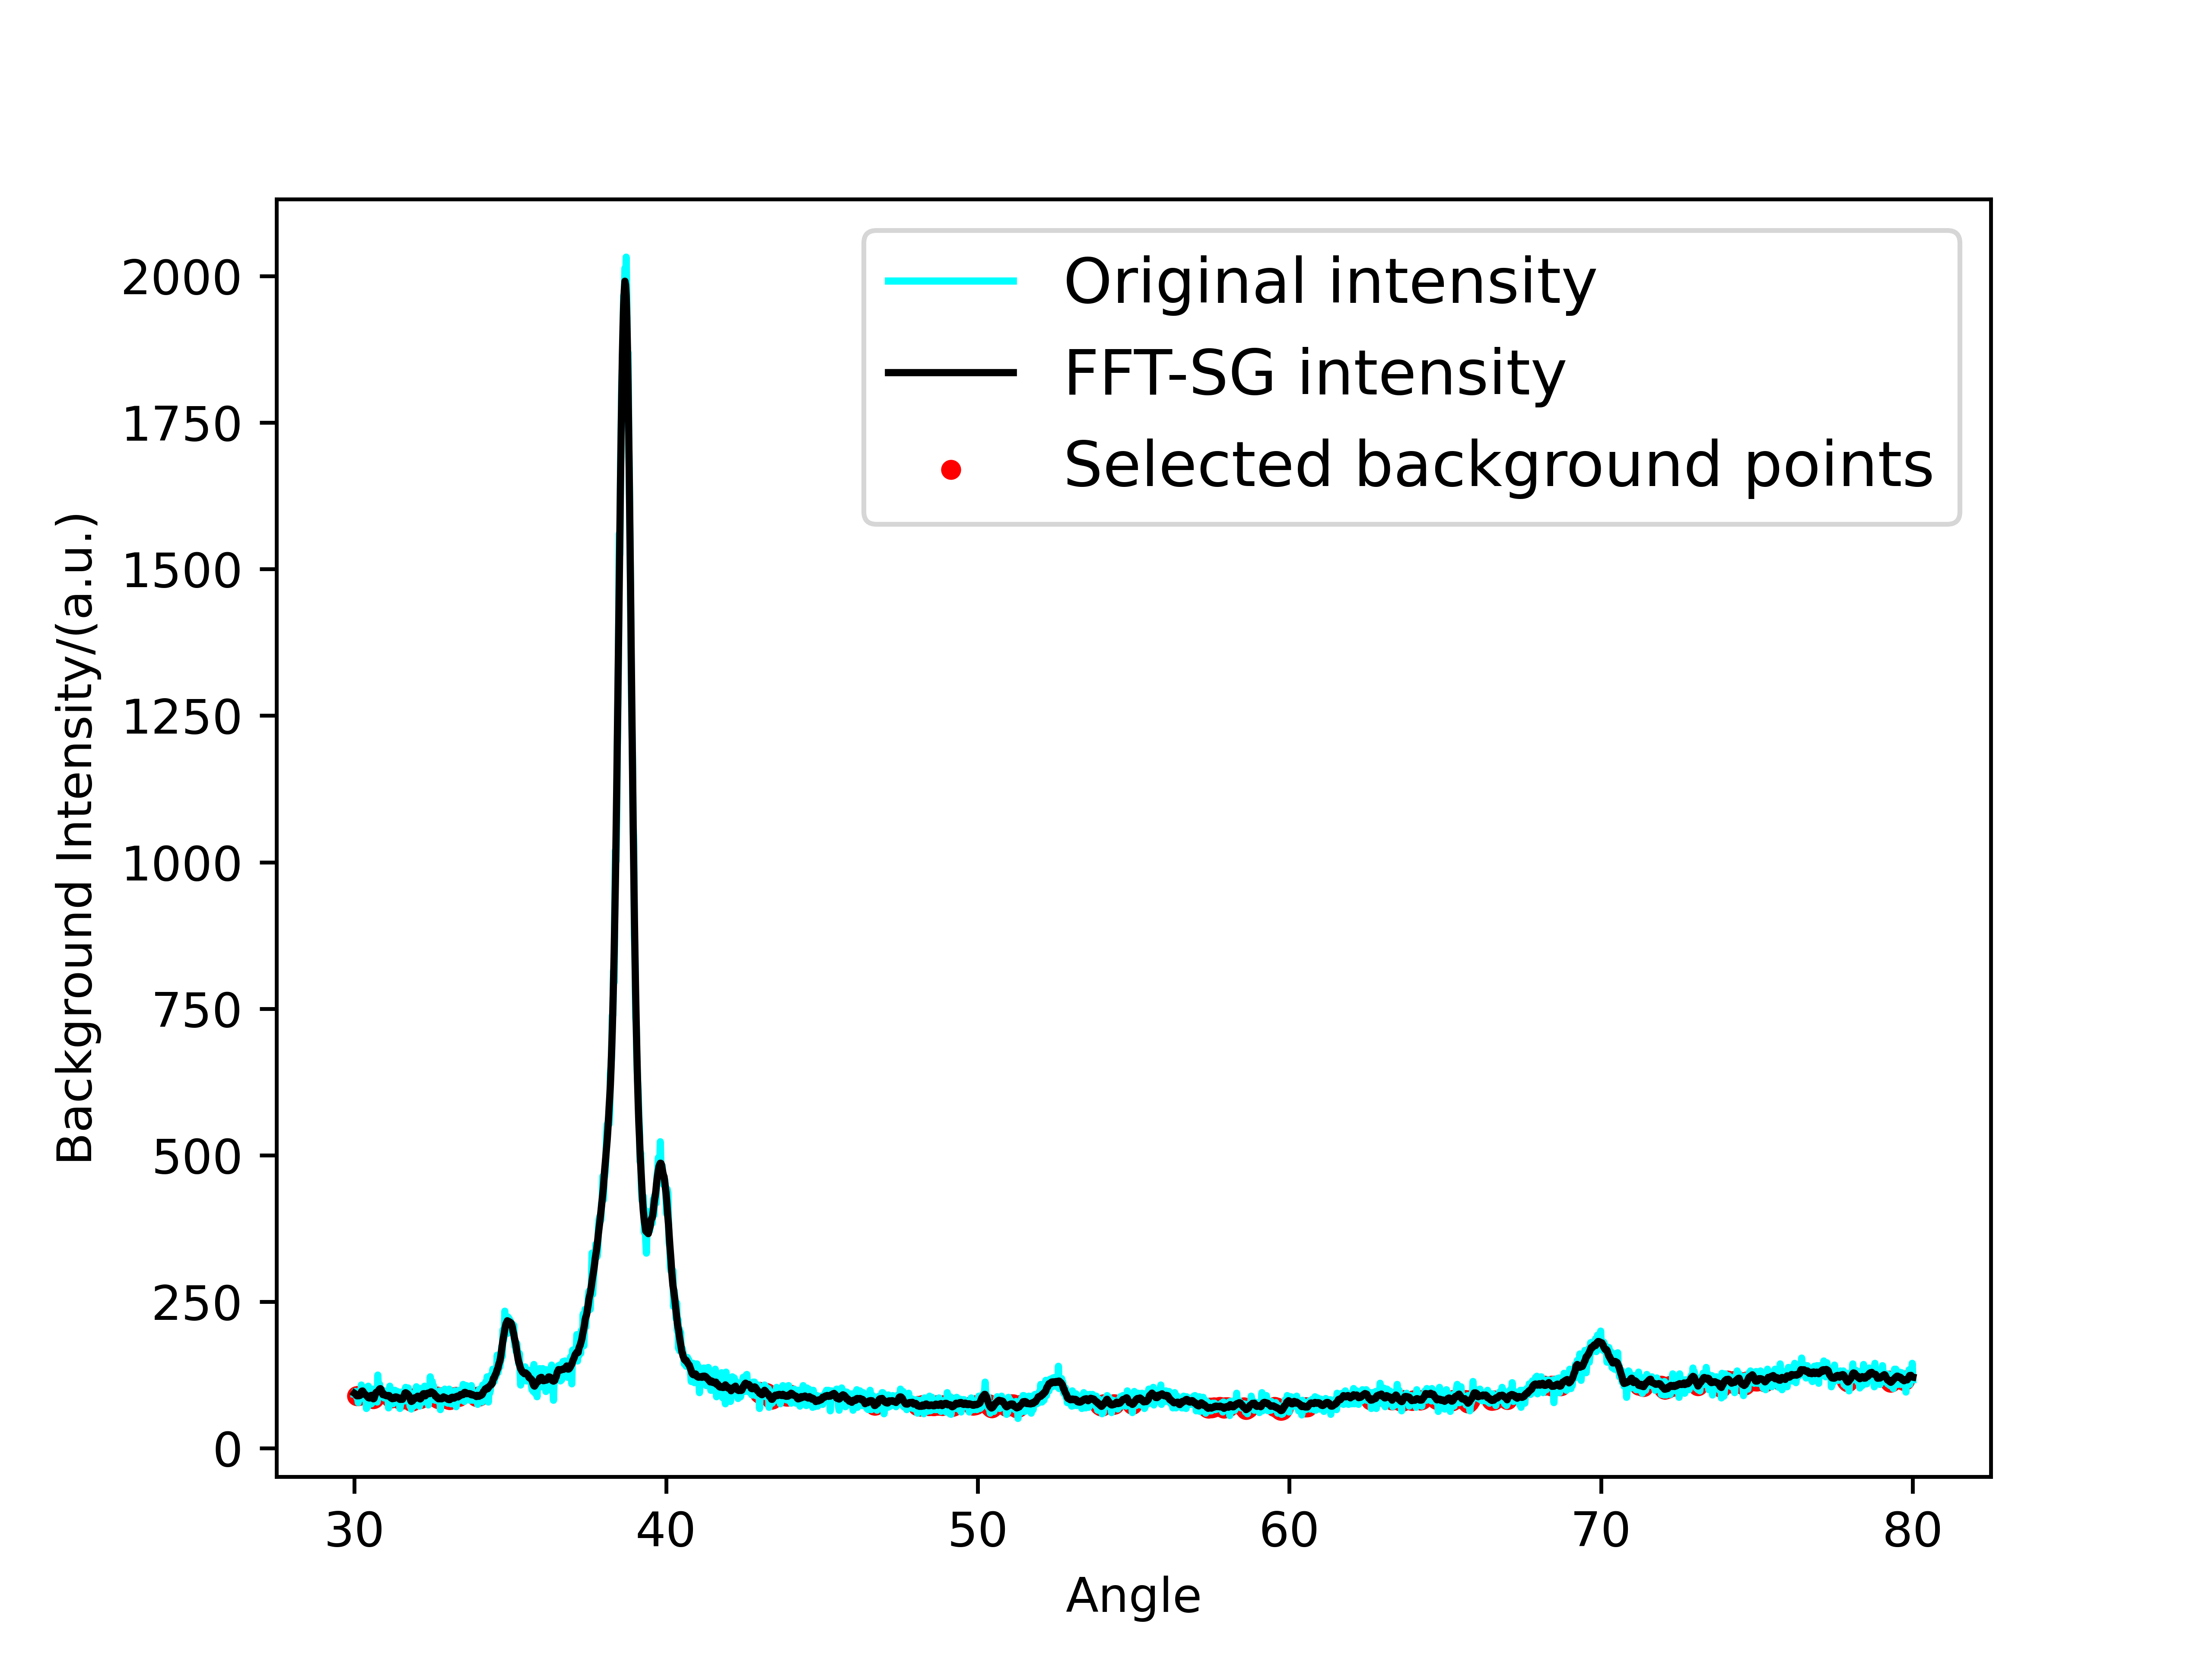 Original intensity
FFT-SG intensity
Selected background points
Background Intensity/(a.u.)
2000
1750
1500
1250
1000
750
500
250
0
30 40 50 60 70 80
Angle